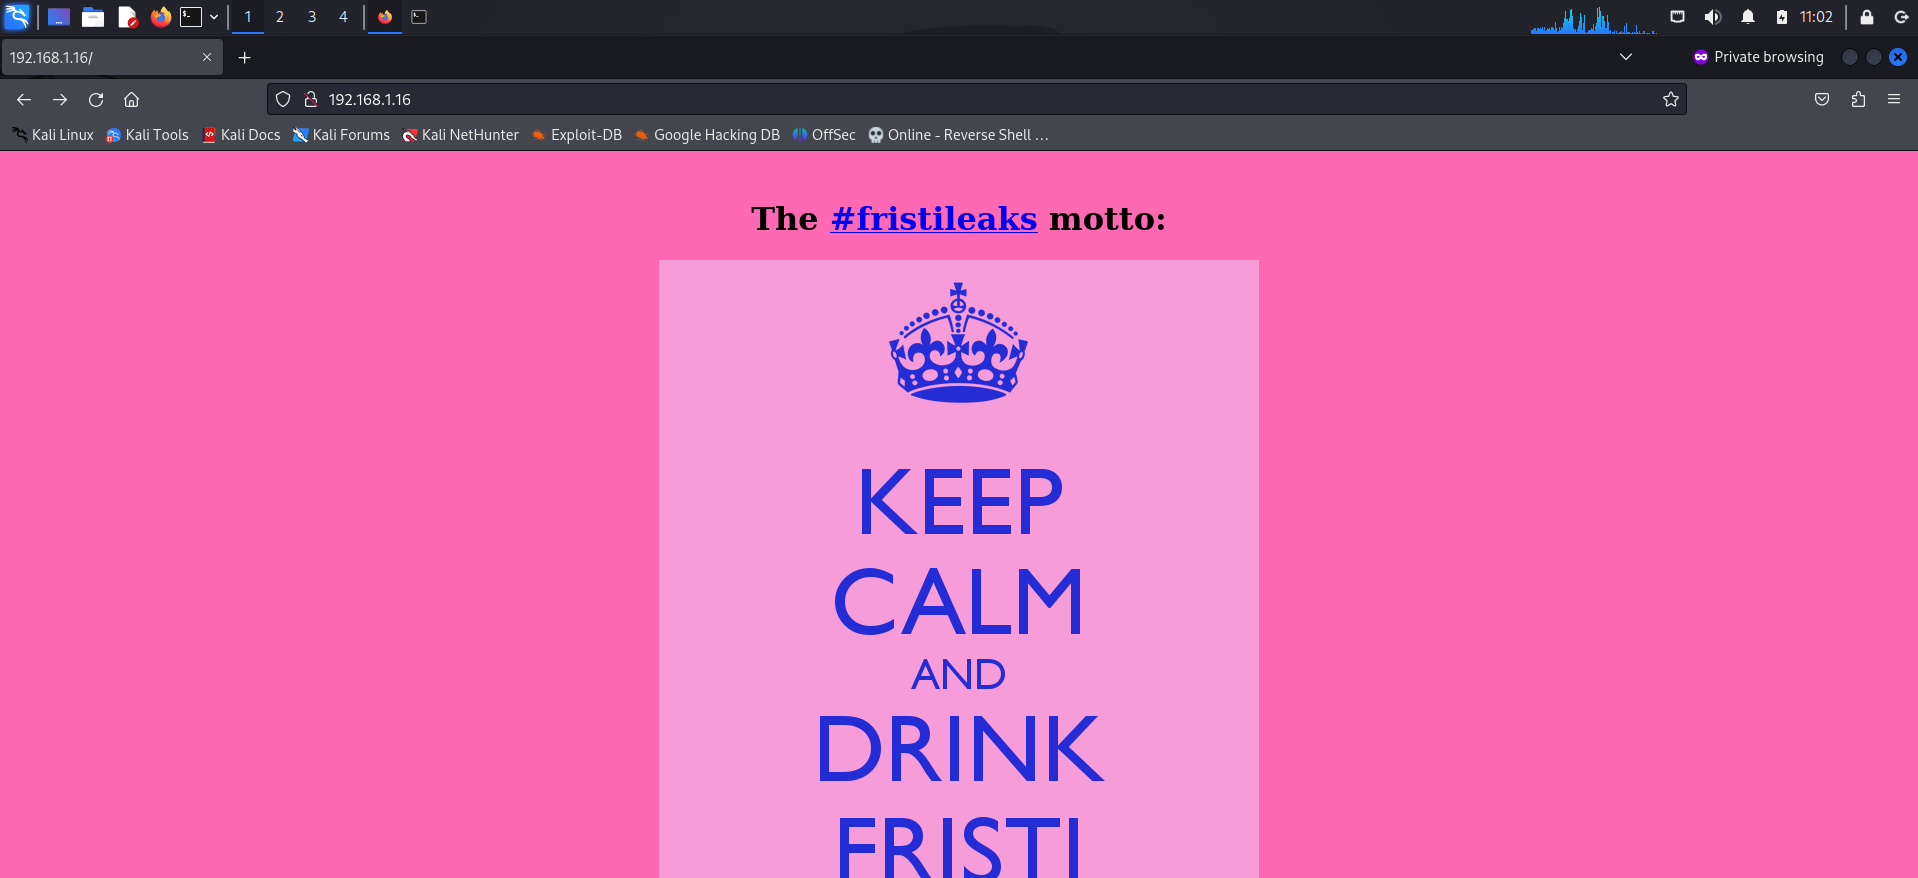 1 2 3 4 11:02
192.168.1.16/ Private browsing
192.168.1.16
Kali Linux Kali Tools Kali Docs Kali Forums Kali NetHunter Exploit-DB Google Hacking DB OffSec Online - Reverse Shell …
The #fristileaks motto:
KEEP
CALM
AND
DRINK
FRISTI